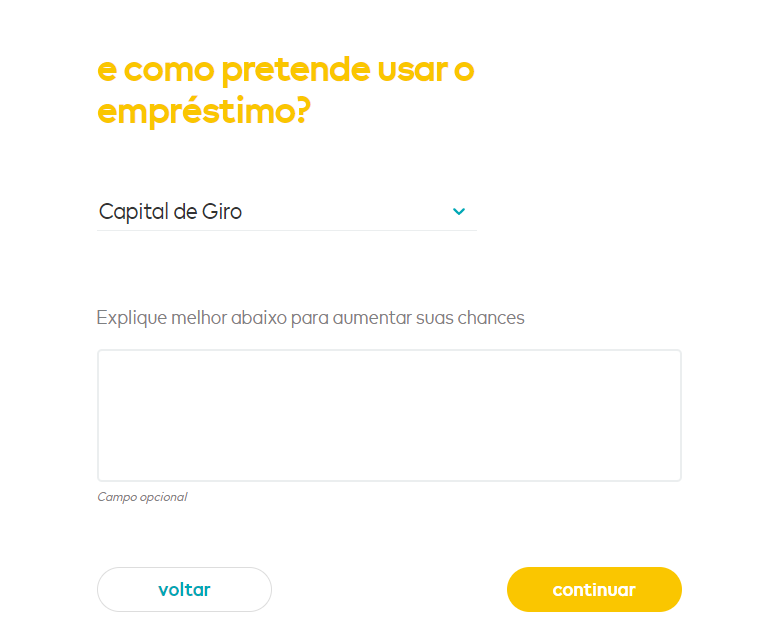 e como pretende usar o
empréstimo?
Capital de Giro
Explique melhor abaixo para aumentar suas chances
Campo opcional
voltar
continuar